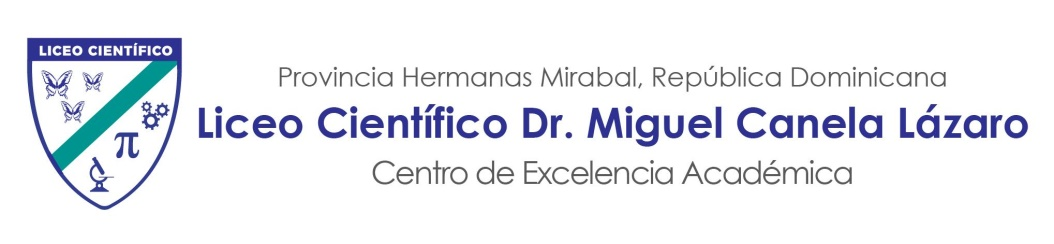 LICEO CIENTÍFICO
π
Provincia Hermanas Mirabal, República Dominicana
Liceo Científico Dr. Miguel Canela Lázaro
Centro de Excelencia Académica